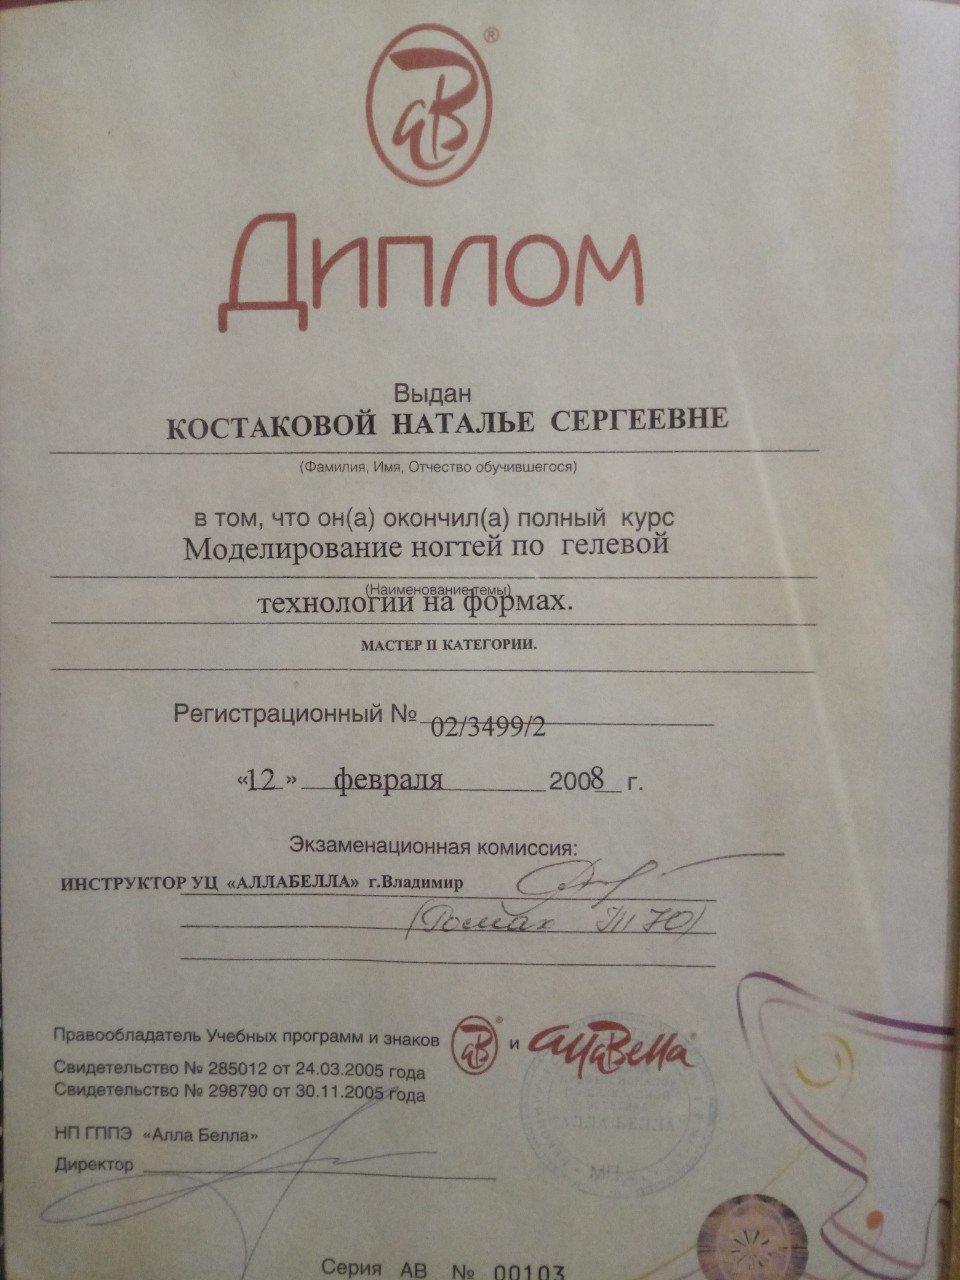 аВ®
Диплом
Выдан
КОСТАКОВОЙ НАТАЛЬЕ СЕРГЕЕВНЕ
(Фамилия, Имя, Отчество обучившегося)
в том, что он(а) окончил(а) полный курс
Моделирование ногтей по гелевой
(Наименование темы)
технологии на формах.
МАСТЕР II КАТЕГОРИИ.
Регистрационный № 02/3499/2
«12» февраля 2008 г.
Экзаменационная комиссия:
ИНСТРУКТОР УЦ «АЛЛАБЕЛЛА» г.Владимир
Правообладатель Учебных программ и знаков аВ® и аллаВелла®
Свидетельство № 285012 от 24.03.2005 года
Свидетельство № 298790 от 30.11.2005 года
НП ГППЭ «Алла Белла»
Директор
Серия АВ № 00103